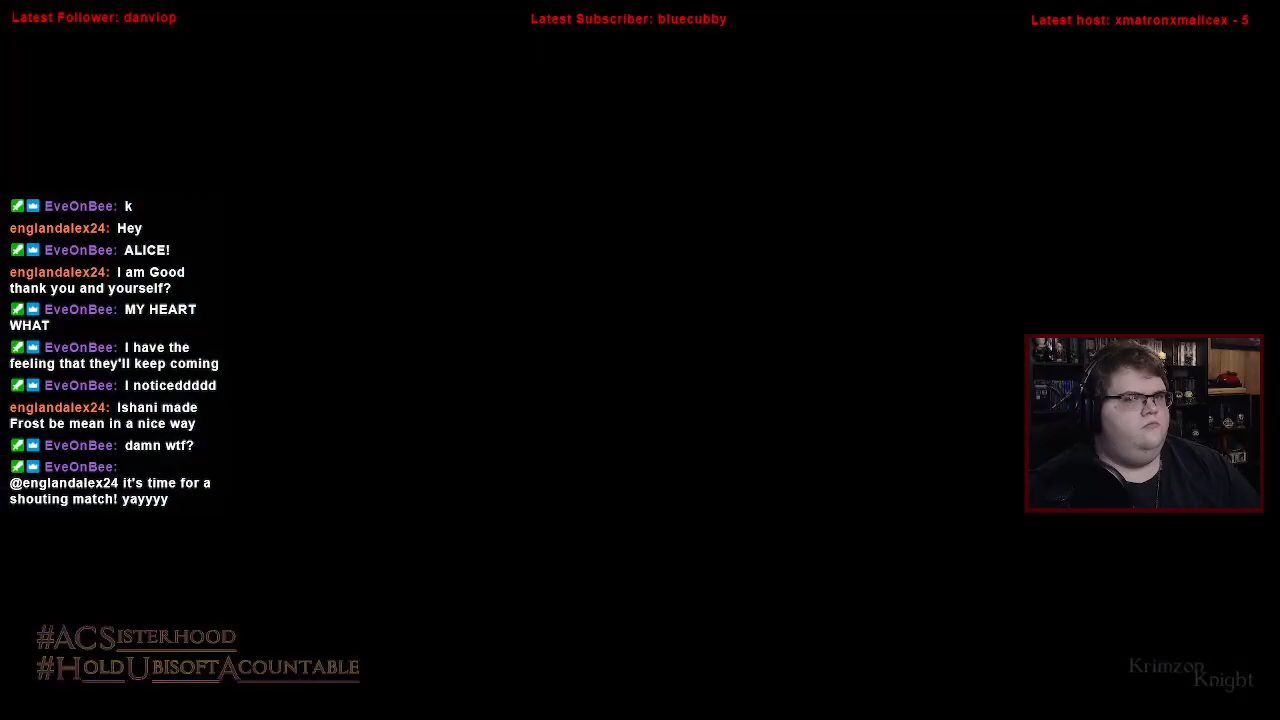 Latest Follower: danviop
Latest Subscriber: bluecubby
Latest host: xmatronxmalicex - 5
EveOnBee: k
englandalex24: Hey
EveOnBee: ALICE!
englandalex24: I am Good
thank you and yourself?
EveOnBee: MY HEART
WHAT
EveOnBee: I have the
feeling that they'll keep coming
EveOnBee: I noticeddddd
englandalex24: Ishani made
Frost be mean in a nice way
EveOnBee: damn wtf?
EveOnBee:
@englandalex24 it's time for a
shouting match! yayyyy
#ACSisterhood
#HoldUbisoftAcountable
Krimzon
Knight